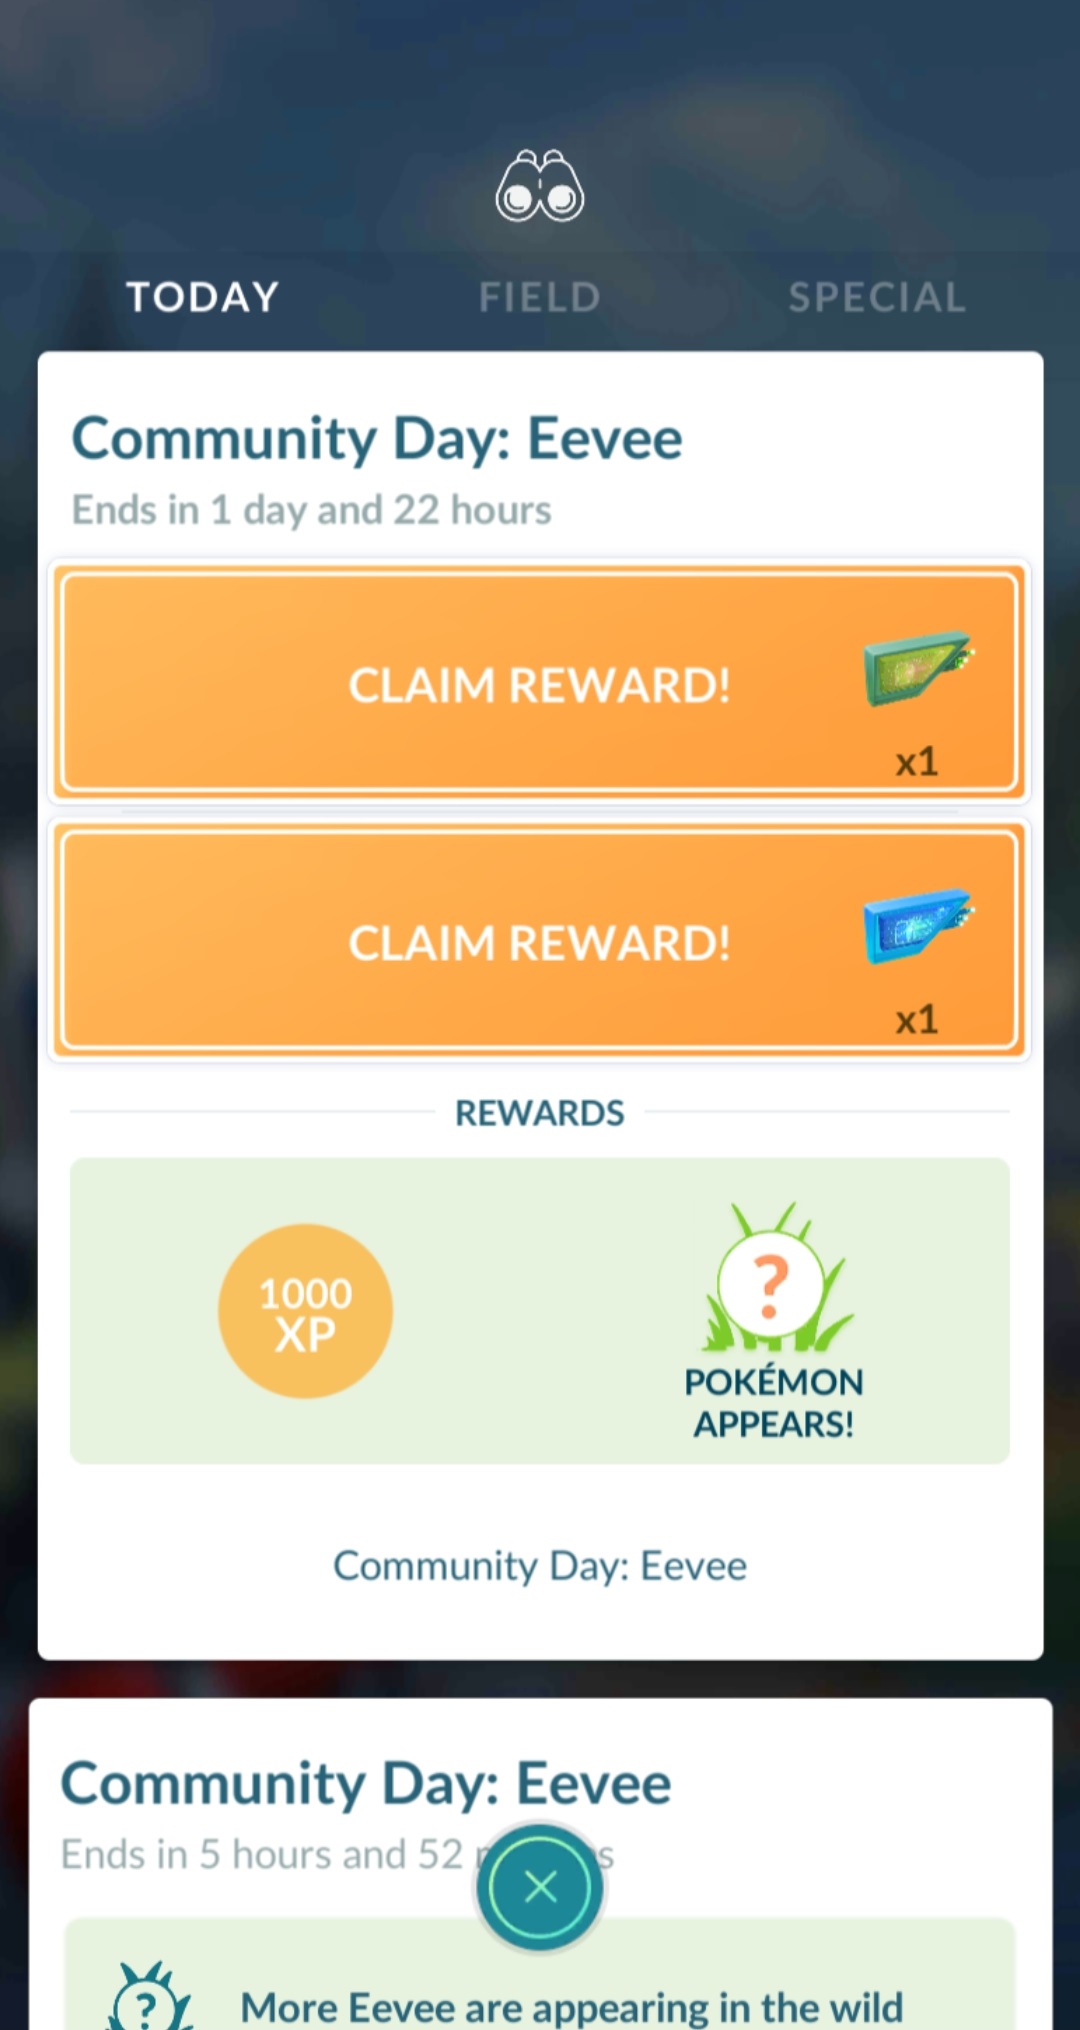 TODAY FIELD SPECIAL
Community Day: Eevee
Ends in 1 day and 22 hours
CLAIM REWARD!
x1
CLAIM REWARD!
x1
REWARDS
1000
XP
?
POKÉMON
APPEARS!
Community Day: Eevee
Community Day: Eevee
Ends in 5 hours and 52
?
More Eevee are appearing in the wild